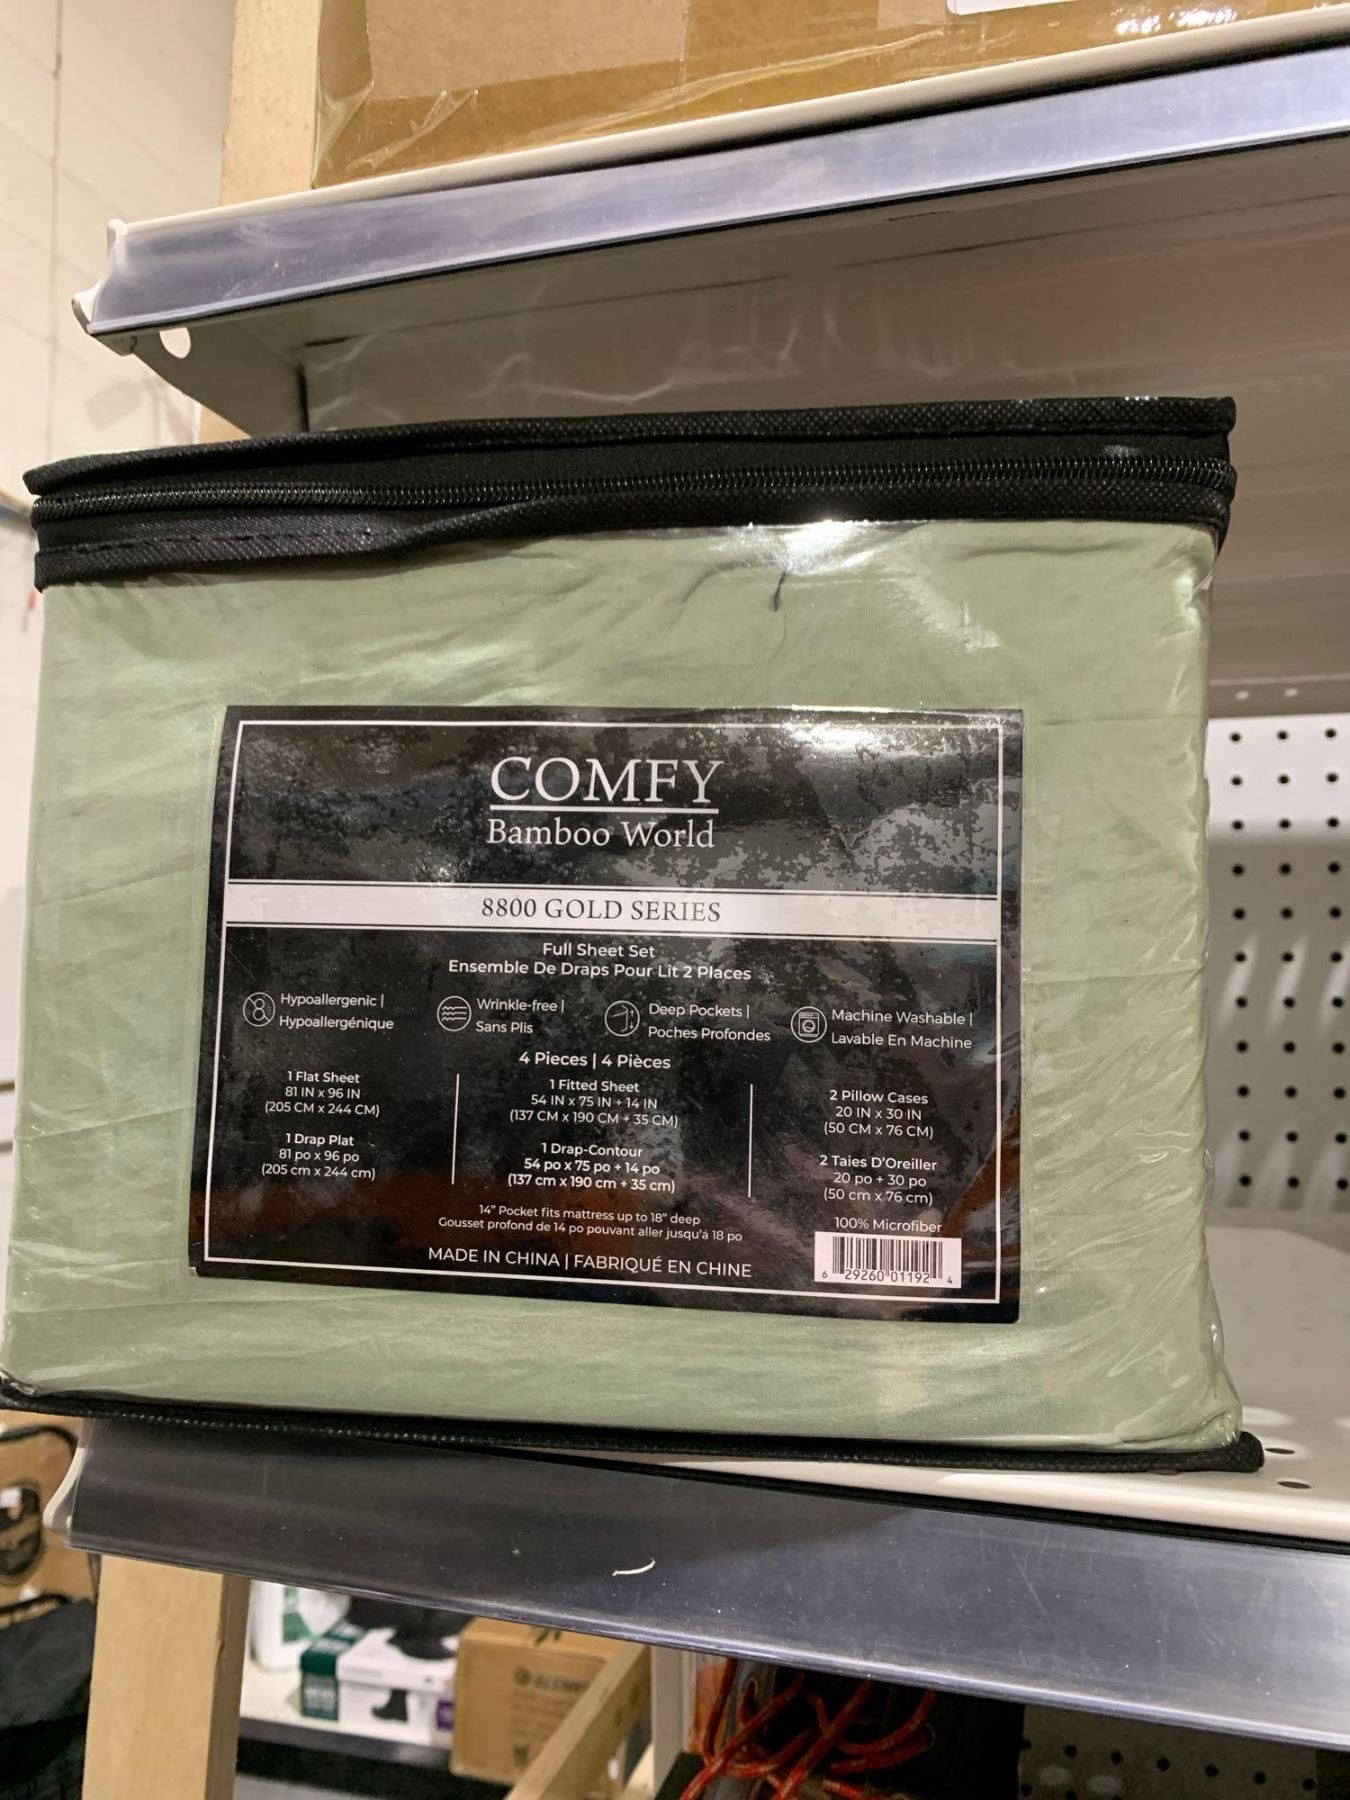 COMFY
Bamboo World
8800 GOLD SERIES
Full Sheet Set
Ensemble De Draps Pour Lit 2 Places
Hypoallergenic |
Hypoallergénique
Wrinkle-free |
Sans Plis
Deep Pockets |
Poches Profondes
Machine Washable |
Lavable En Machine
4 Pieces | 4 Pièces
1 Flat Sheet
81 IN x 96 IN
(205 CM x 244 CM)
1 Drap Plat
81 po x 96 po
(205 cm x 244 cm)
1 Fitted Sheet
54 IN x 75 IN + 14 IN
(137 CM x 190 CM + 35 CM)
1 Drap-Contour
54 po x 75 po + 14 po
(137 cm x 190 cm + 35 cm)
2 Pillow Cases
20 IN x 30 IN
(50 CM x 76 CM)
2 Taies D'Oreiller
20 po + 30 po
(50 cm x 76 cm)
14" Pocket fits mattress up to 18" deep
Gousset profond de 14 po pouvant aller jusqu'á 18 po
100% Microfiber
MADE IN CHINA | FABRIQUÉ EN CHINE
6 29260 01192 4